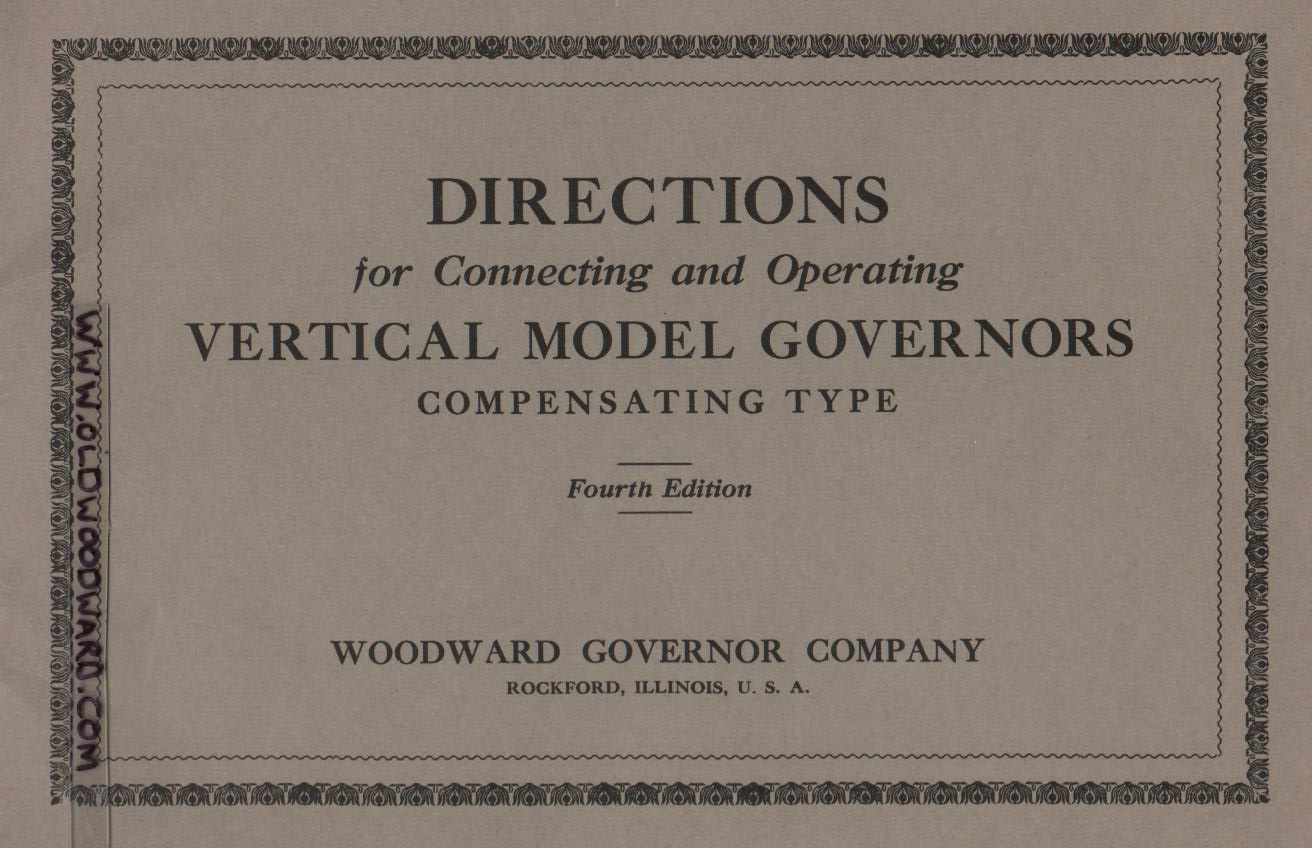 DIRECTIONS
for Connecting and Operating
VERTICAL MODEL GOVERNORS
COMPENSATING TYPE
Fourth Edition
WOODWARD GOVERNOR COMPANY
ROCKFORD, ILLINOIS, U. S. A.
WWW.OLDWOODWARD.COM